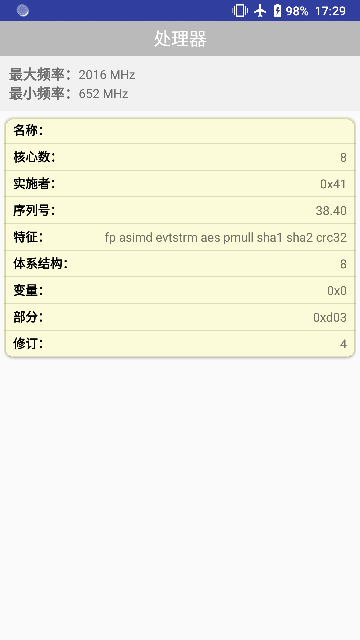 98% 17:29
处理器
最大频率：2016 MHz
最小频率：652 MHz
名称：
核心数： 8
实施者： 0x41
序列号： 38.40
特征： fp asimd evtstrm aes pmull sha1 sha2 crc32
体系结构： 8
变量： 0x0
部分： 0xd03
修订： 4